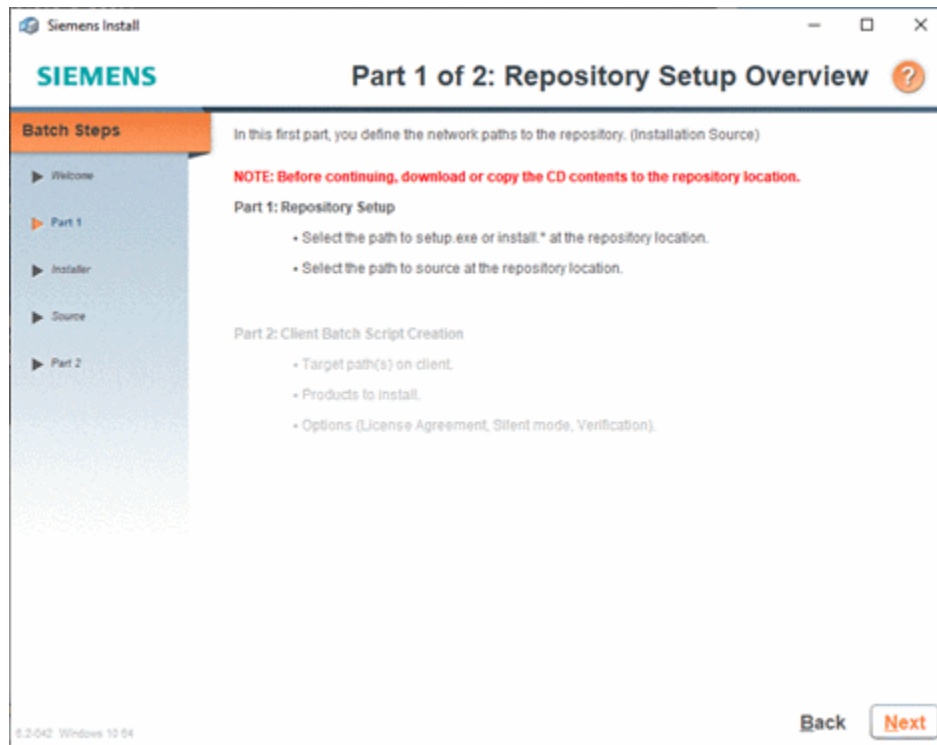 Siemens Install
SIEMENS
Part 1 of 2: Repository Setup Overview
?
Batch Steps
Welcome
Part 1
Installer
Source
Part 2
In this first part, you define the network paths to the repository. (Installation Source)
NOTE: Before continuing, download or copy the CD contents to the repository location.
Part 1: Repository Setup
• Select the path to setup.exe or install.* at the repository location.
• Select the path to source at the repository location.
Part 2: Client Batch Script Creation
• Target path(s) on client.
• Products to install.
• Options (License Agreement, Silent mode, Verification).
6.2-042 Windows 10 64
Back
Next